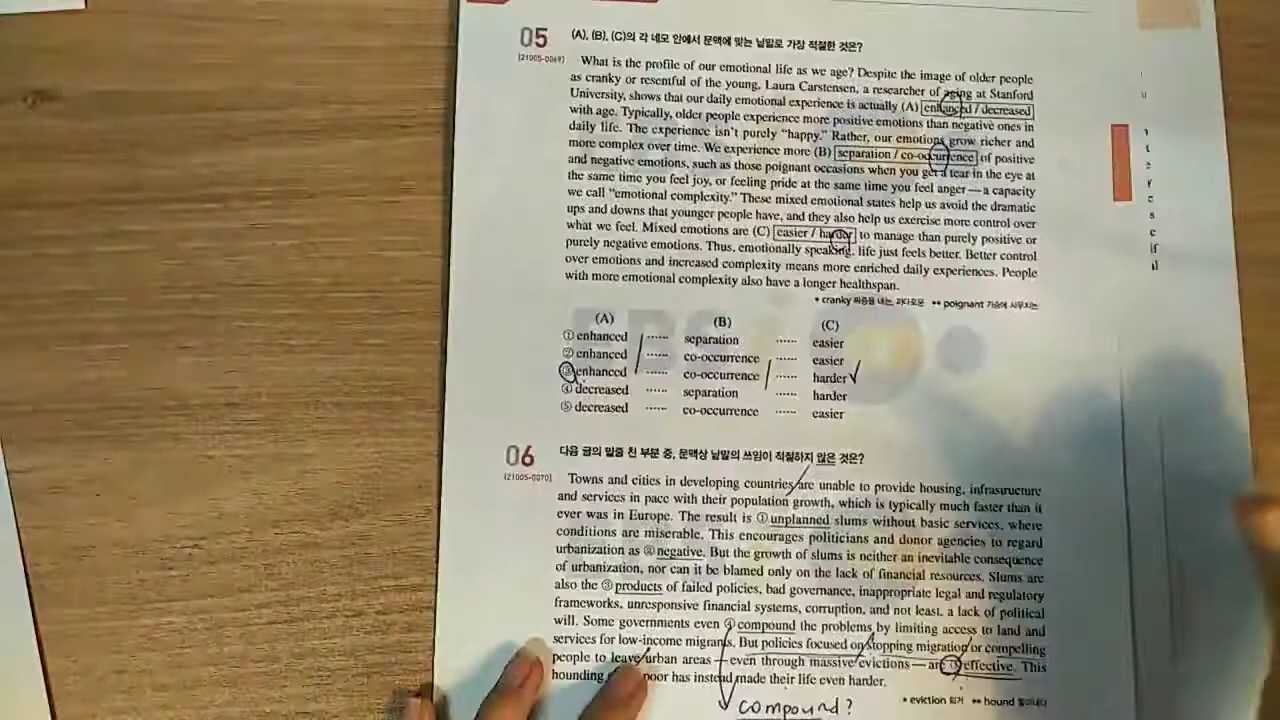 05
(A), (B), (C)의 각 네모 안에서 문맥에 맞는 낱말로 가장 적절한 것은?
[21005-0069]
What is the profile of our emotional life as we age? Despite the image of older people
as cranky or resentful of the young, Laura Carstensen, a researcher of aging at Stanford
University, shows that our daily emotional experience is actually (A) enhanced / decreased
with age. Typically, older people experience more positive emotions than negative ones in
daily life. The experience isn't purely “happy.” Rather, our emotions grow richer and
more complex over time. We experience more (B) separation / co-occurrence of positive
and negative emotions, such as those poignant occasions when you get a tear in the eye at
the same time you feel joy, or feeling pride at the same time you feel anger — a capacity
we call “emotional complexity.” These mixed emotional states help us avoid the dramatic
ups and downs that younger people have, and they also help us exercise more control over
what we feel. Mixed emotions are (C) easier / harder to manage than purely positive or
purely negative emotions. Thus, emotionally speaking, life just feels better. Better control
over emotions and increased complexity means more enriched daily experiences. People
with more emotional complexity also have a longer healthspan.
* cranky 짜증을 내는, 괴다로운 ** poignant 가슴에 사무치는
(A) (B) (C)
① enhanced ······ separation ······ easier
② enhanced ······ co-occurrence ······ easier
③ enhanced ······ co-occurrence ······ harder
④ decreased ······ separation ······ harder
⑤ decreased ······ co-occurrence ······ easier
06
다음 글의 밑줄 친 부분 중, 문맥상 낱말의 쓰임이 적절하지 않은 것은?
[21005-0070]
Towns and cities in developing countries are unable to provide housing, infrastructure
and services in pace with their population growth, which is typically much faster than it
ever was in Europe. The result is ① unplanned slums without basic services, where
conditions are miserable. This encourages politicians and donor agencies to regard
urbanization as ② negative. But the growth of slums is neither an inevitable consequence
of urbanization, nor can it be blamed only on the lack of financial resources. Slums are
also the ③ products of failed policies, bad governance, inappropriate legal and regulatory
frameworks, unresponsive financial systems, corruption, and not least, a lack of political
will. Some governments even ④ compound the problems by limiting access to land and
services for low-income migrants. But policies focused on stopping migration or compelling
people to leave urban areas — even through massive evictions — are ⑤ effective. This
hounding poor has instead made their life even harder.
* eviction 퇴거 ** hound
compound?